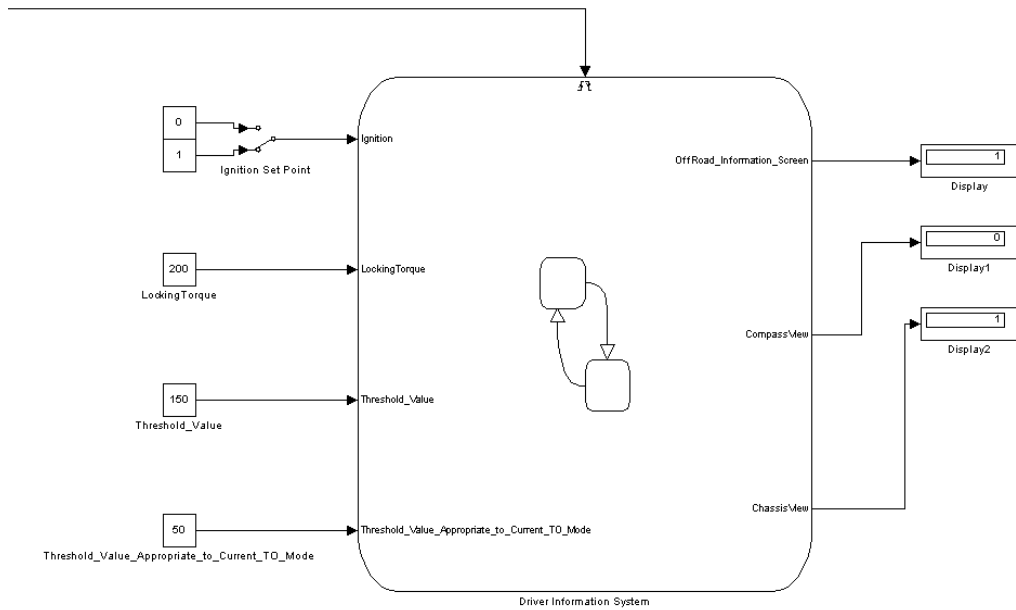 0
1
Ignition Set Point
Ignition
OffRoad_Information_Screen
1
Display
0
Display1
200
LockingTorque
LockingTorque
CompassView
1
Display2
150
Threshold_Value
Threshold_Value
ChassisView
50
Threshold_Value_Appropriate_to_Current_TO_Mode
Threshold_Value_Appropriate_to_Current_TO_Mode
Driver Information System